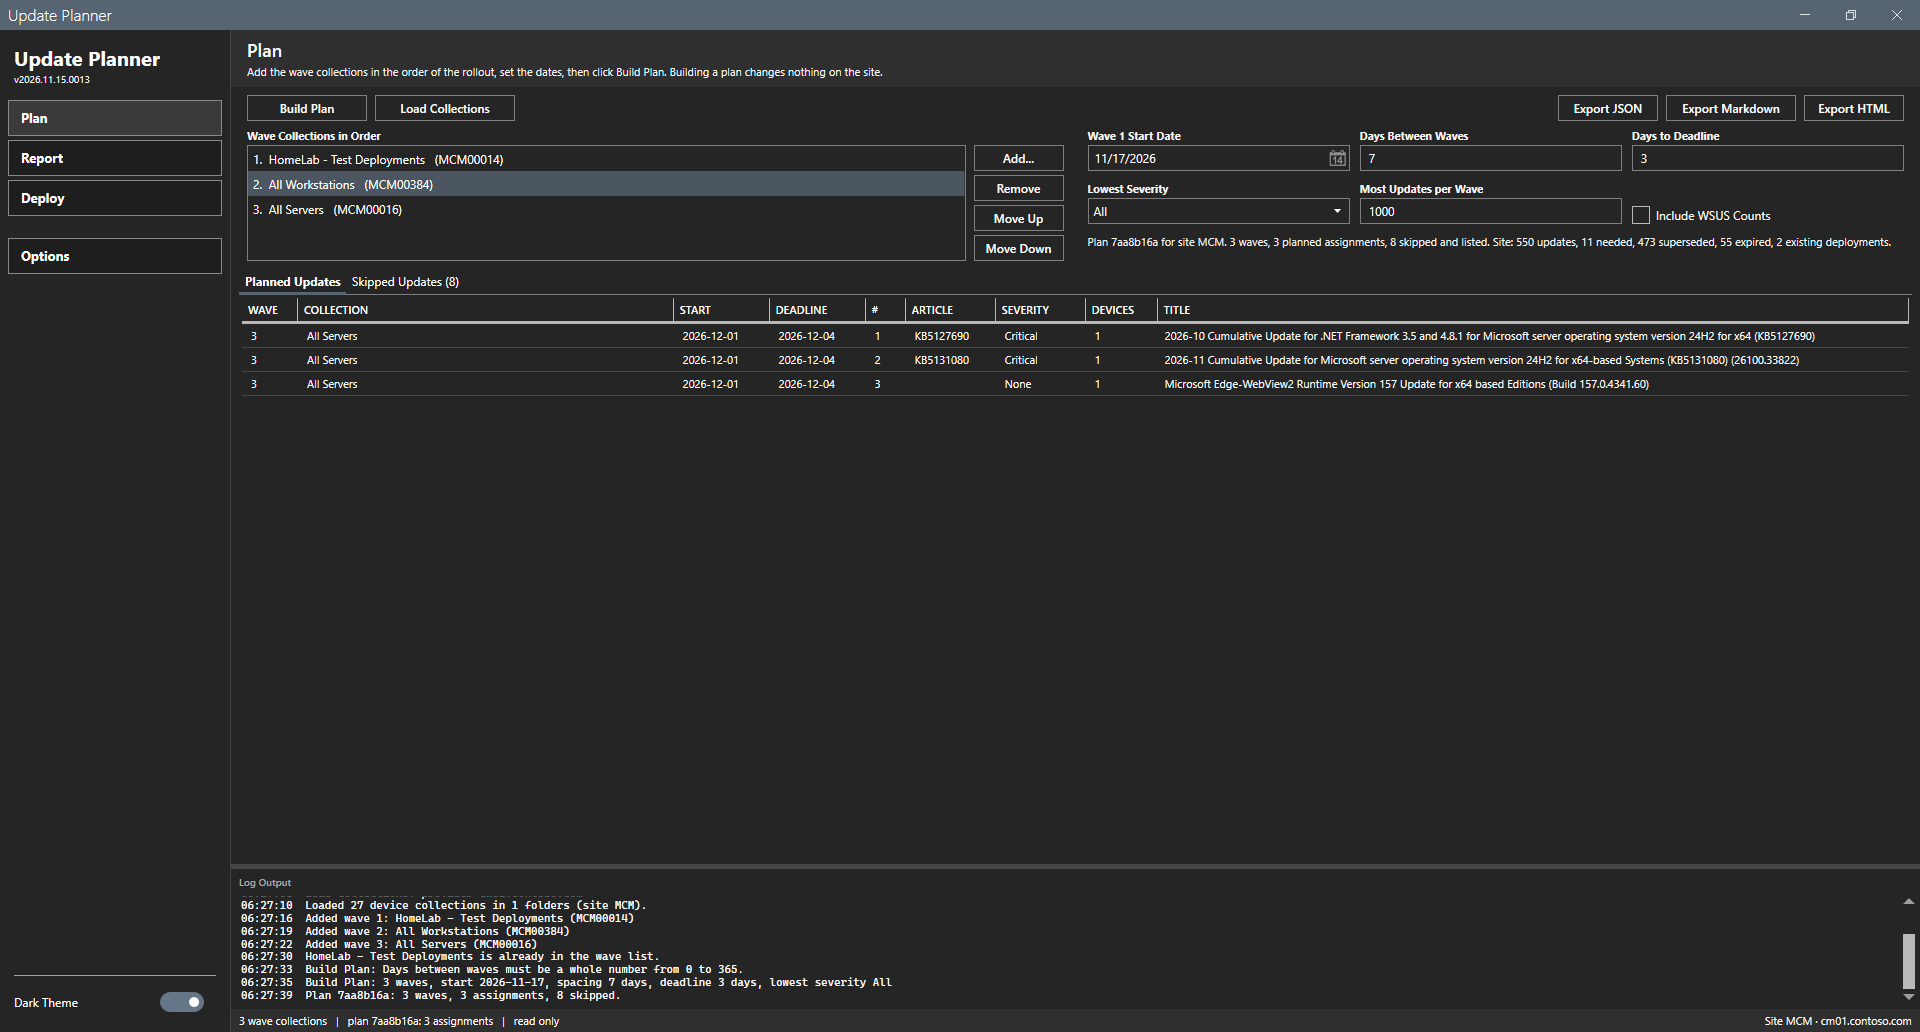 Update Planner
Update Planner
v2026.11.15.0013
Plan
Report
Deploy
Options
Dark Theme
Plan
Add the wave collections in the order of the rollout, set the dates, then click Build Plan. Building a plan changes nothing on the site.
Build Plan
Load Collections
Export JSON
Export Markdown
Export HTML
Wave Collections in Order
1. HomeLab - Test Deployments (MCM00014)
2. All Workstations (MCM00384)
3. All Servers (MCM00016)
Add...
Remove
Move Up
Move Down
Wave 1 Start Date
11/17/2026
14
Days Between Waves
7
Days to Deadline
3
Lowest Severity
All
Most Updates per Wave
1000
Include WSUS Counts
Plan 7aa8b16a for site MCM. 3 waves, 3 planned assignments, 8 skipped and listed. Site: 550 updates, 11 needed, 473 superseded, 55 expired, 2 existing deployments.
Planned Updates Skipped Updates (8)
WAVE COLLECTION START DEADLINE # ARTICLE SEVERITY DEVICES TITLE
3 All Servers 2026-12-01 2026-12-04 1 KB5127690 Critical 1 2026-10 Cumulative Update for .NET Framework 3.5 and 4.8.1 for Microsoft server operating system version 24H2 for x64 (KB5127690)
3 All Servers 2026-12-01 2026-12-04 2 KB5131080 Critical 1 2026-11 Cumulative Update for Microsoft server operating system version 24H2 for x64-based Systems (KB5131080) (26100.33822)
3 All Servers 2026-12-01 2026-12-04 3 None 1 Microsoft Edge-WebView2 Runtime Version 157 Update for x64 based Editions (Build 157.0.4341.60)
Log Output
06:27:10 Loaded 27 device collections in 1 folders (site MCM).
06:27:16 Added wave 1: HomeLab - Test Deployments (MCM00014)
06:27:19 Added wave 2: All Workstations (MCM00384)
06:27:22 Added wave 3: All Servers (MCM00016)
06:27:30 HomeLab - Test Deployments is already in the wave list.
06:27:33 Build Plan: Days between waves must be a whole number from 0 to 365.
06:27:35 Build Plan: 3 waves, start 2026-11-17, spacing 7 days, deadline 3 days, lowest severity All
06:27:39 Plan 7aa8b16a: 3 waves, 3 assignments, 8 skipped.
3 wave collections | plan 7aa8b16a: 3 assignments | read only
Site MCM · cm01.contoso.com